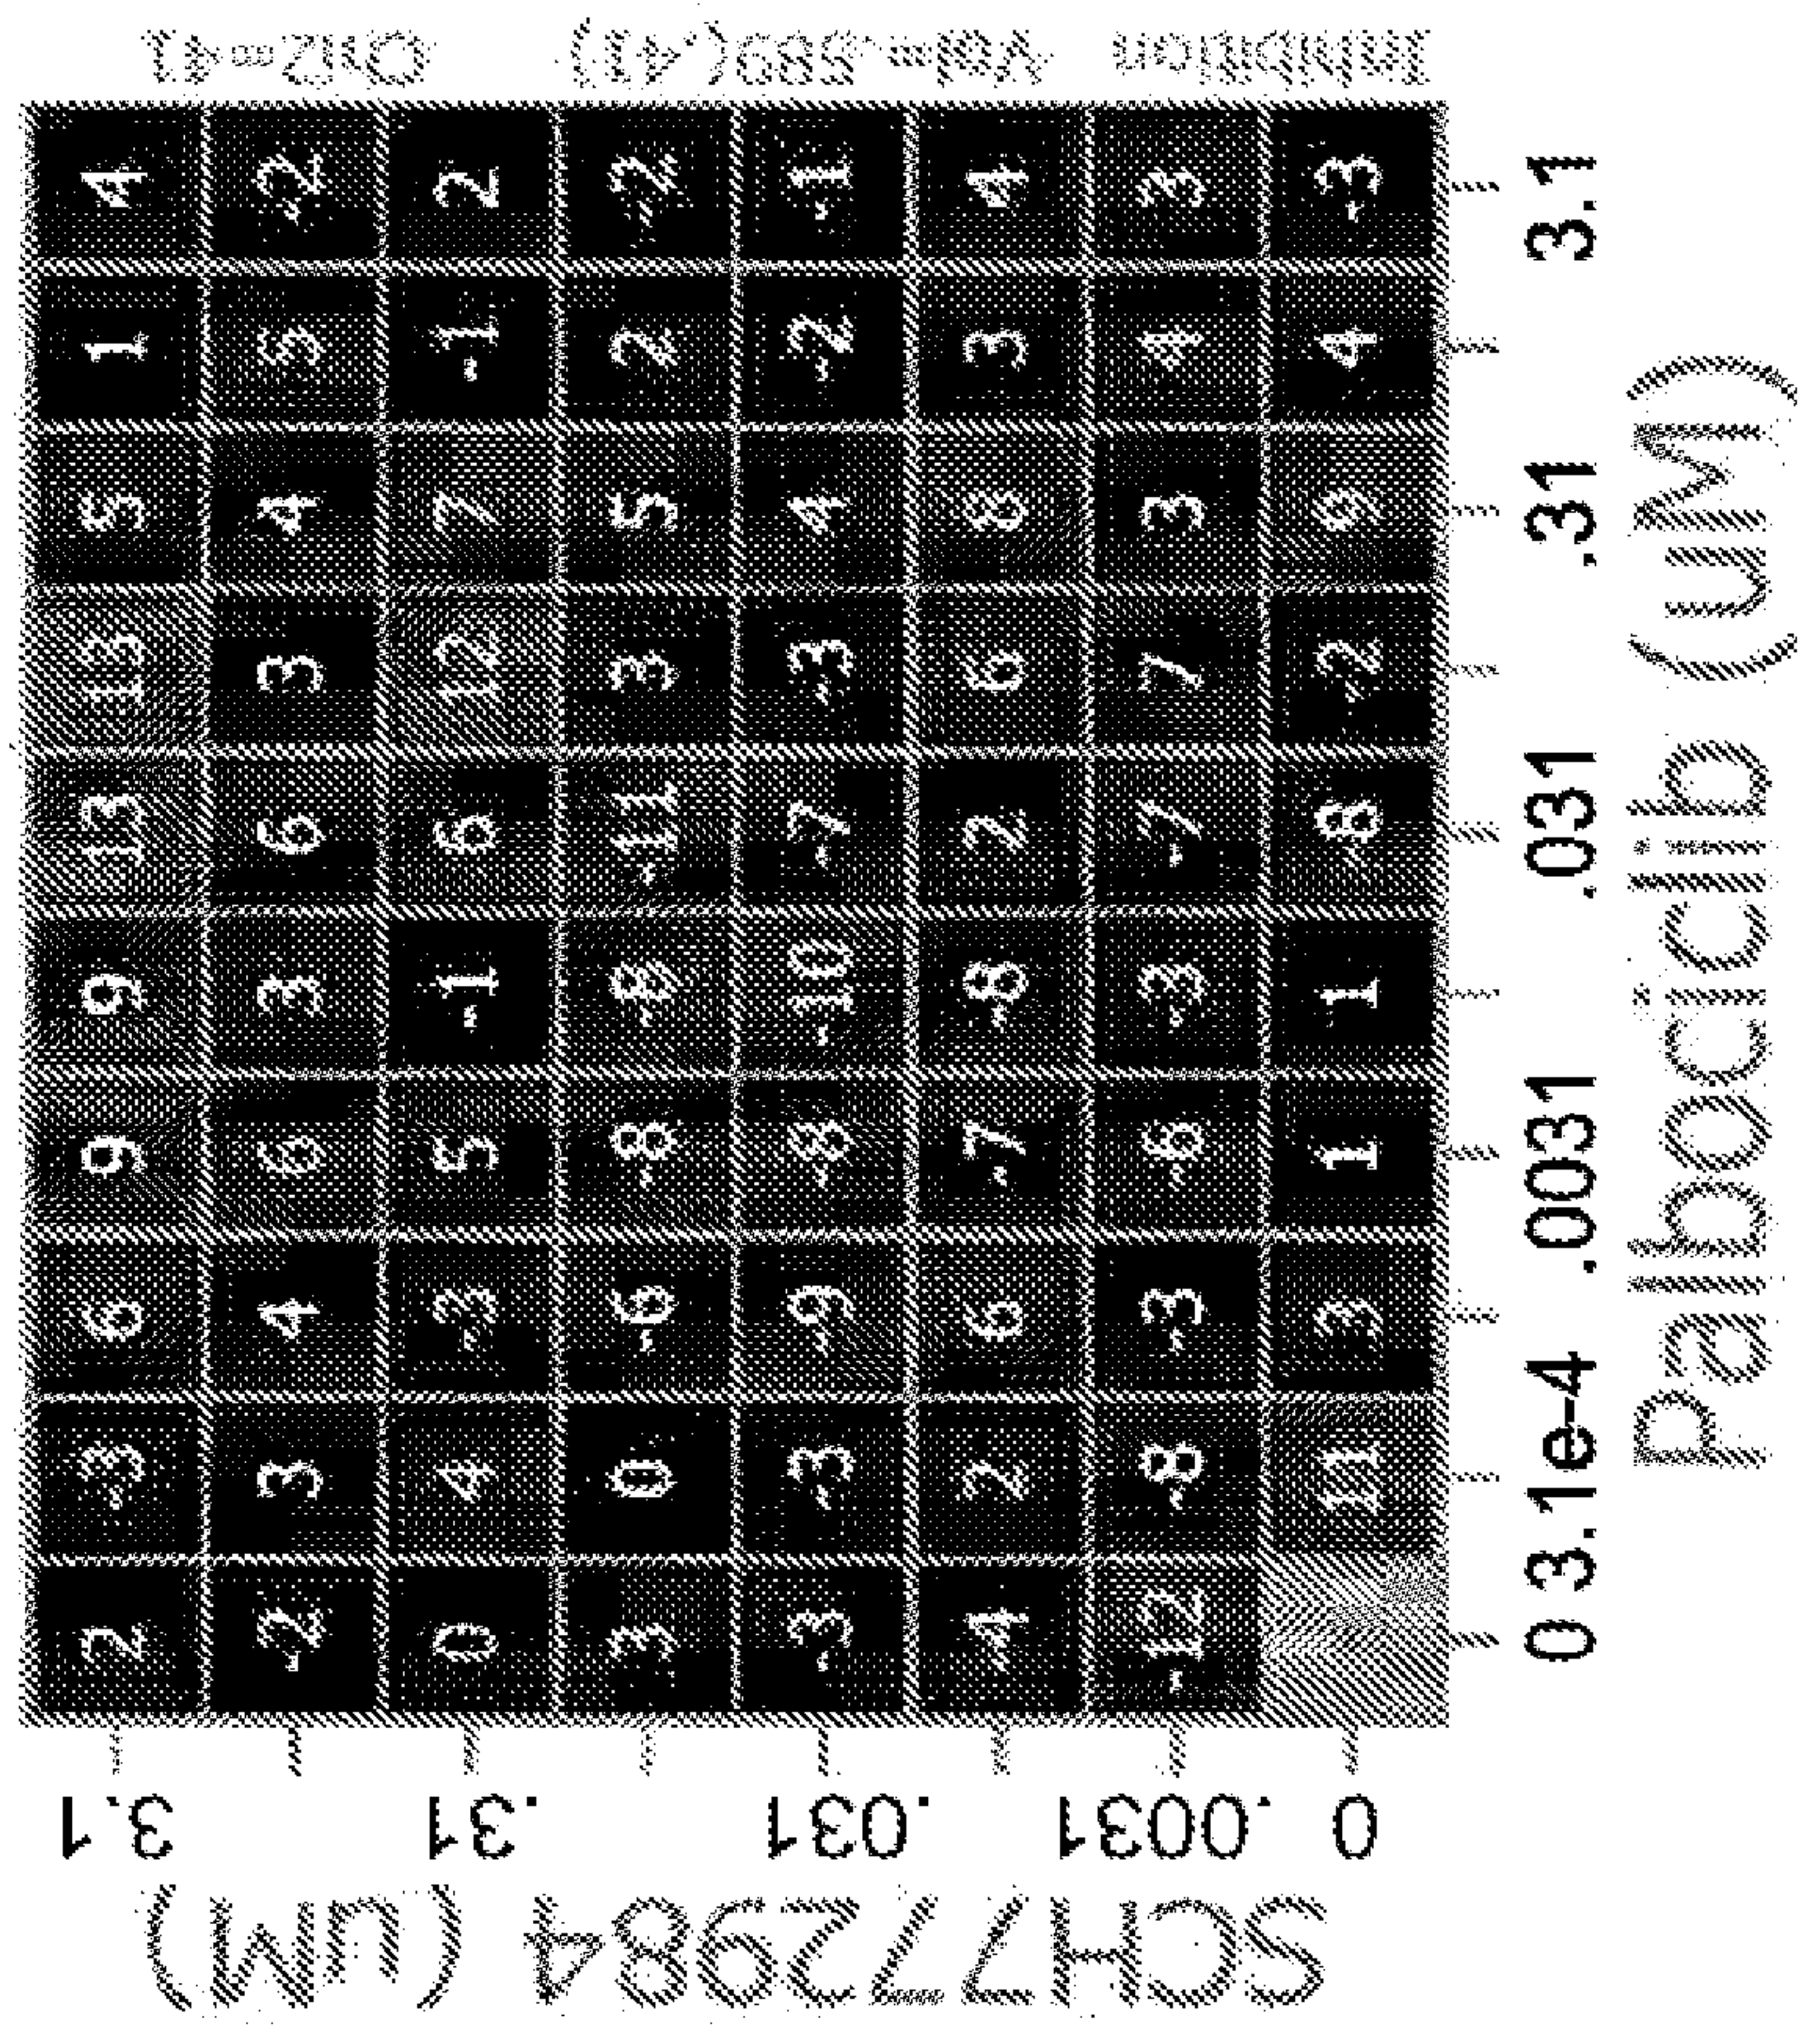 SCH772984 (uM)
3.1
.31
.031
.0031
0
2 -3 6 9 9 13 13 5 1 4
-2 3 4 6 3 6 3 4 5 -2
0 4 -3 5 -1 6 12 7 -1 2
3 0 -6 -8 -8 -11 3 5 2 -2
-3 -3 -9 -8 -10 -7 -3 4 -2 -1
4 2 6 -7 -8 2 6 8 3 4
-12 -8 -3 -6 -3 -7 7 3 4 3
11 3 1 1 -8 -2 9 4 -3
0 3.1e-4 .0031 .031 .31 3.1
Palbociclib (uM)
Inhibition Vol=-589(.41) Chi2=41